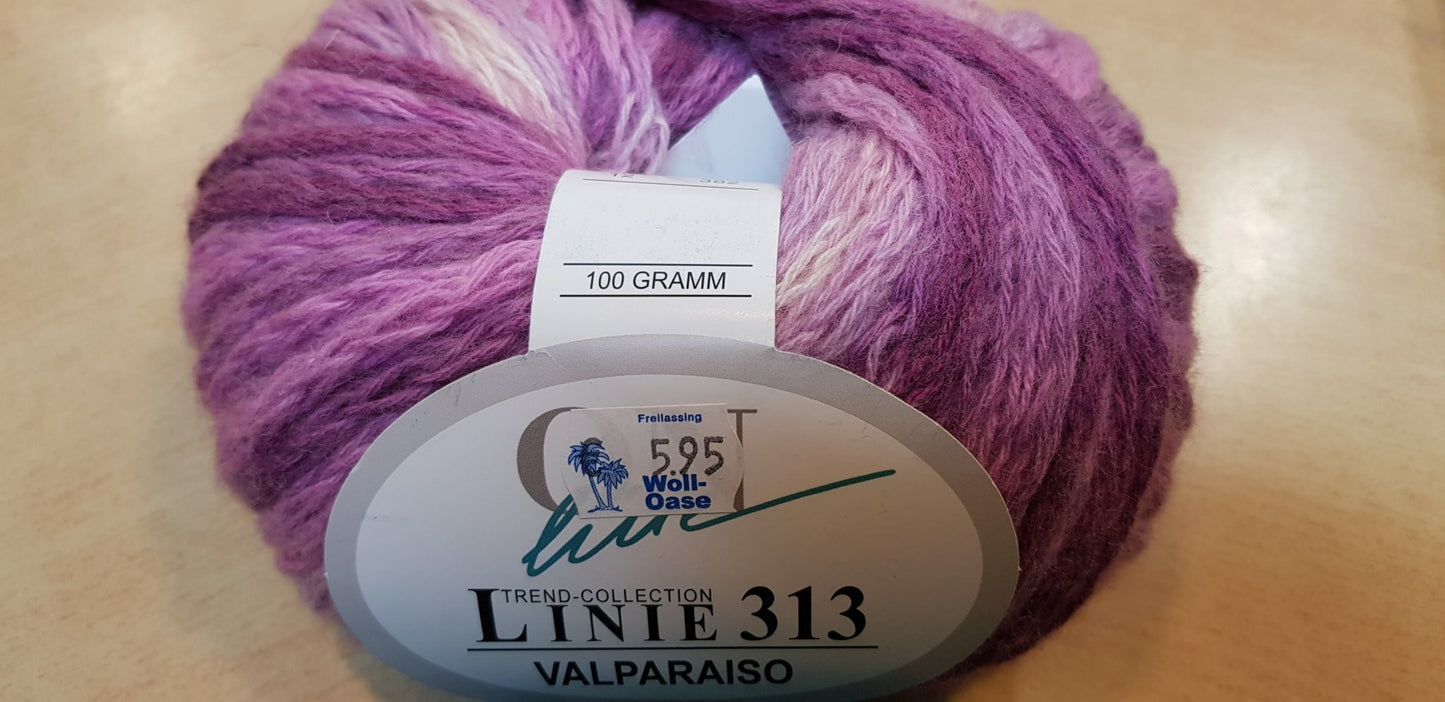 100 GRAMM
Freilassing
5.95
Woll-
Oase
TREND-COLLECTION
LINIE 313
VALPARAISO